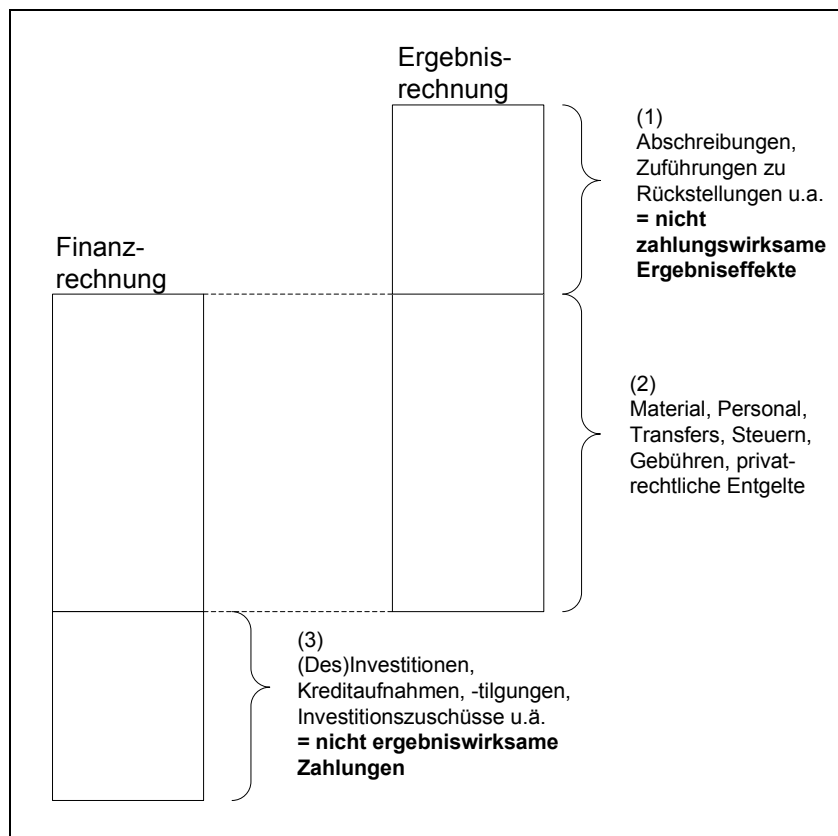 Ergebnis-
rechnung
(1)
Abschreibungen,
Zuführungen zu
Rückstellungen u.a.
= nicht
zahlungswirksame
Ergebniseffekte
Finanz-
rechnung
(2)
Material, Personal,
Transfers, Steuern,
Gebühren, privat-
rechtliche Entgelte
(3)
(Des)Investitionen,
Kreditaufnahmen, -tilgungen,
Investitionszuschüsse u.ä.
= nicht ergebniswirksame
Zahlungen